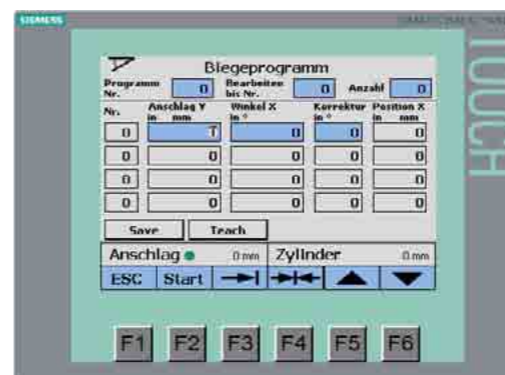 SIEMENS
TOUCH
Biegeprogramm
Programm Nr. 0 Bearbeiten bis Nr. 0 Anzahl 0
Nr. Anschlag Y in mm Winkel X in ° Korrektur in ° Position X in mm
0 0 0 0
0 0 0 0 0
0 0 0 0 0
0 0 0 0 0
Save Teach
Anschlag 0 mm Zylinder 0 mm
ESC Start
F1 F2 F3 F4 F5 F6